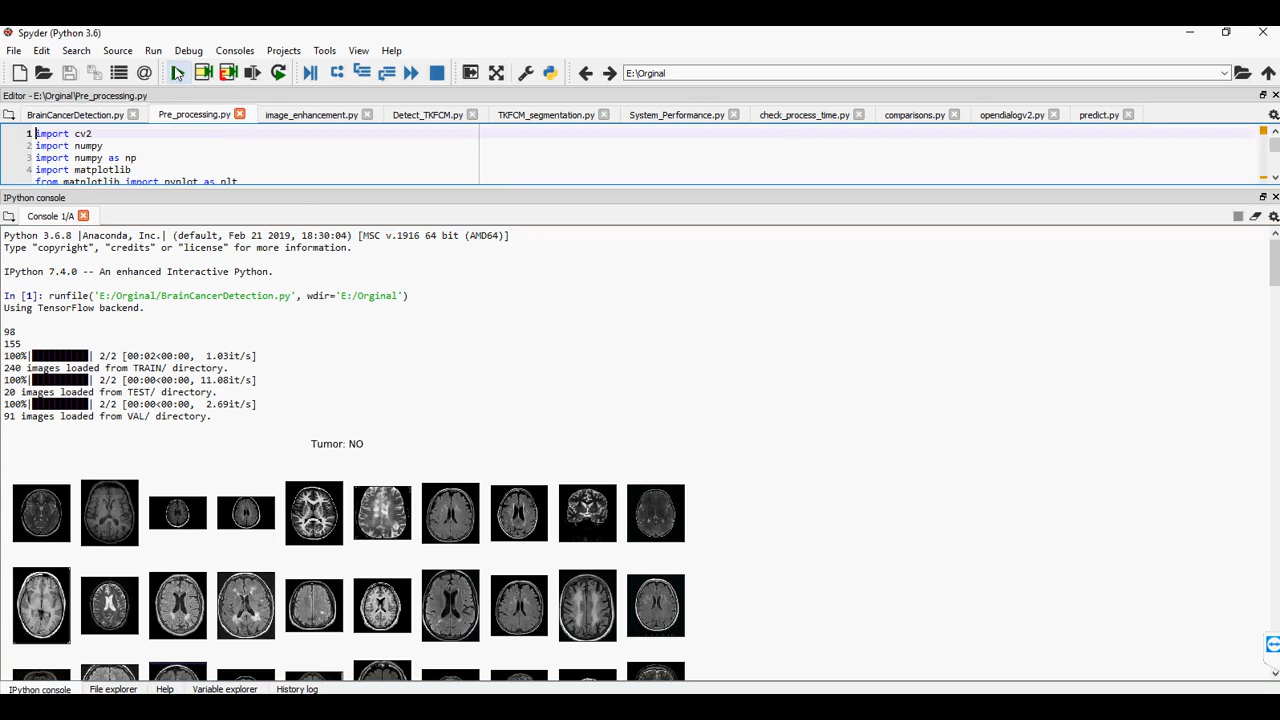 Spyder (Python 3.6)
File Edit Search Source Run Debug Consoles Projects Tools View Help
E:\Orginal
Editor - E:\Orginal\Pre_processing.py
BrainCancerDetection.py Pre_processing.py image_enhancement.py Detect_TKFCM.py TKFCM_segmentation.py System_Performance.py check_process_time.py comparisons.py opendialogv2.py predict.py
1 import cv2
2 import numpy
3 import numpy as np
4 import matplotlib
from matplotlib import pyplot as plt
IPython console
Console 1/A
Python 3.6.8 |Anaconda, Inc.| (default, Feb 21 2019, 18:30:04) [MSC v.1916 64 bit (AMD64)]
Type "copyright", "credits" or "license" for more information.
IPython 7.4.0 -- An enhanced Interactive Python.
In [1]: runfile('E:/Orginal/BrainCancerDetection.py', wdir='E:/Orginal')
Using TensorFlow backend.
98
155
100%|██████████| 2/2 [00:02<00:00, 1.03it/s]
240 images loaded from TRAIN/ directory.
100%|██████████| 2/2 [00:00<00:00, 11.08it/s]
20 images loaded from TEST/ directory.
100%|██████████| 2/2 [00:00<00:00, 2.69it/s]
91 images loaded from VAL/ directory.
Tumor: NO
IPython console File explorer Help Variable explorer History log